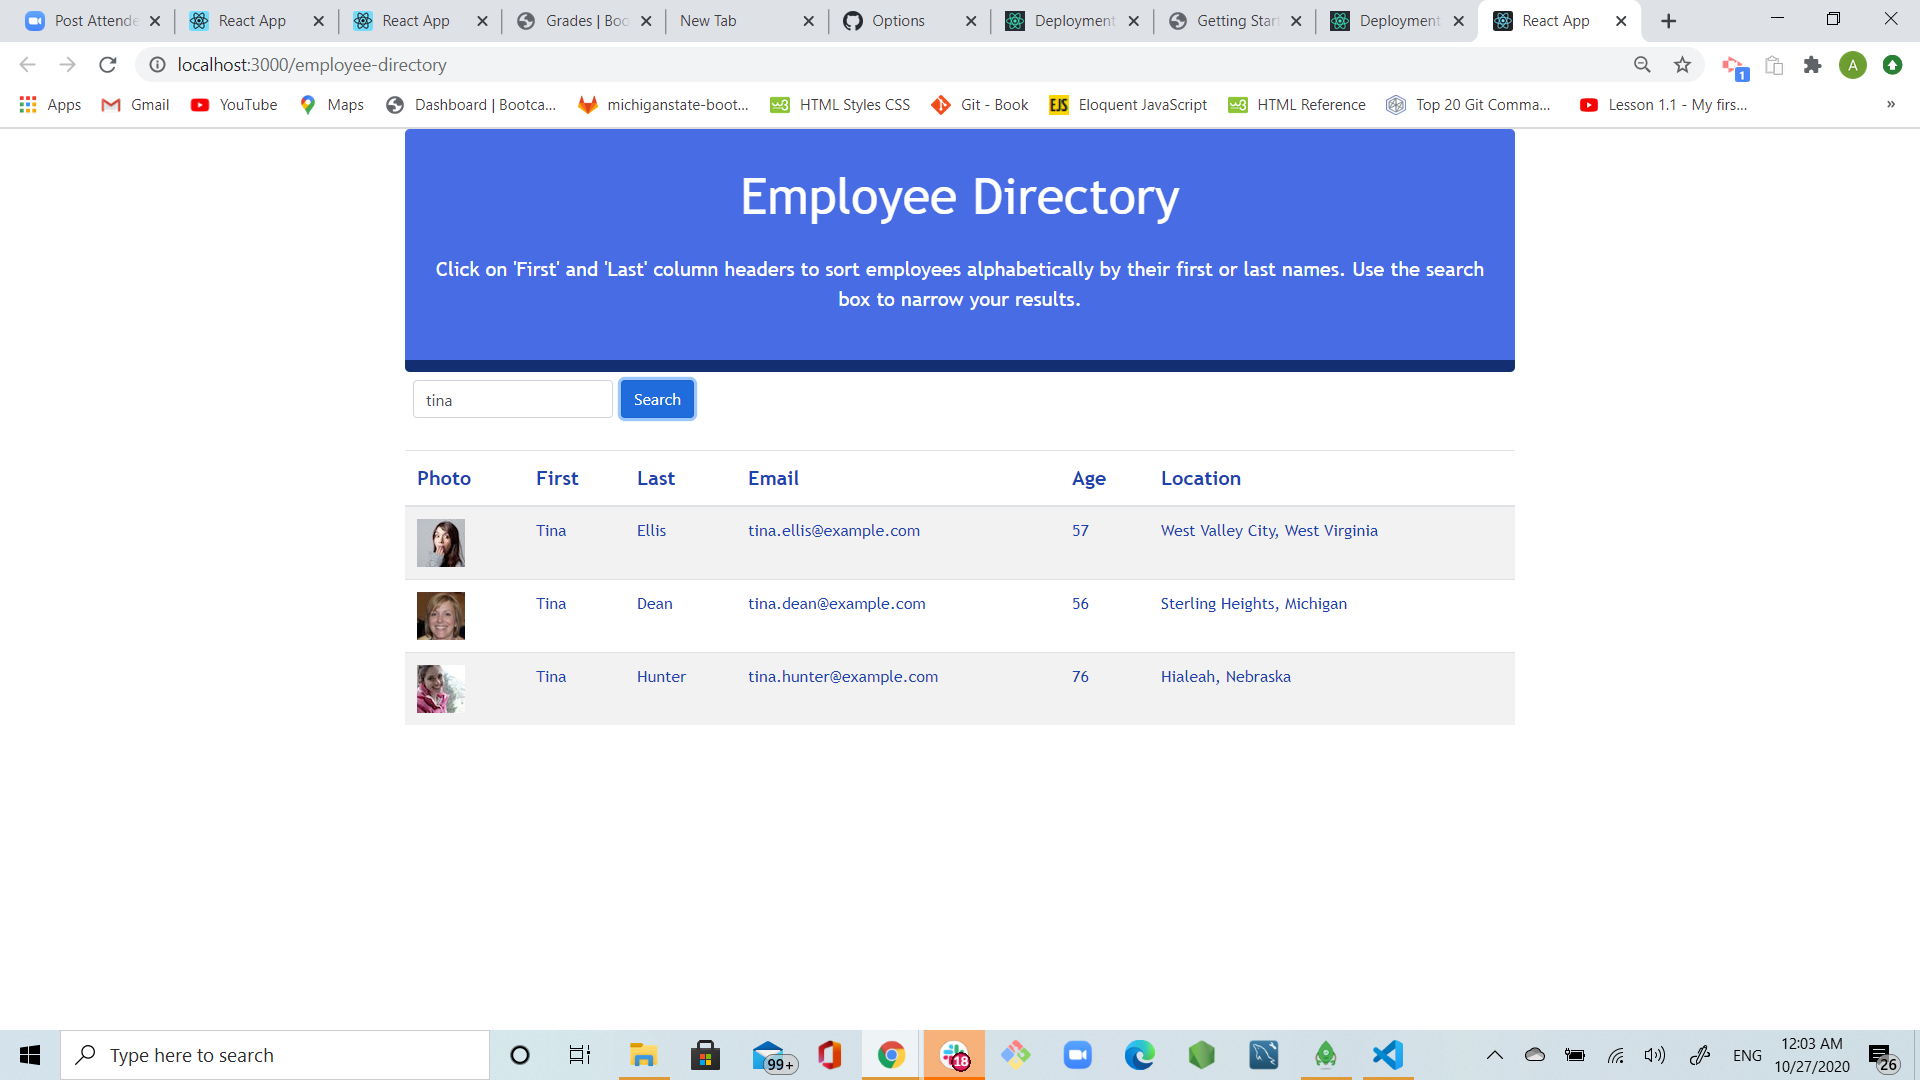 Post Attende
React App
React App
Grades | Boo
New Tab
Options
Deployment
Getting Start
Deployment
React App
localhost:3000/employee-directory
A
1
Apps
Gmail
YouTube
Maps
Dashboard | Bootca...
michiganstate-boot...
HTML Styles CSS
Git - Book
EJS
Eloquent JavaScript
HTML Reference
Top 20 Git Comma...
Lesson 1.1 - My firs...
»
Employee Directory
Click on 'First' and 'Last' column headers to sort employees alphabetically by their first or last names. Use the search
box to narrow your results.
tina
Search
Photo First Last Email Age Location
Tina Ellis tina.ellis@example.com 57 West Valley City, West Virginia
Tina Dean tina.dean@example.com 56 Sterling Heights, Michigan
Tina Hunter tina.hunter@example.com 76 Hialeah, Nebraska
Type here to search
99+
18
ENG
12:03 AM
10/27/2020
26